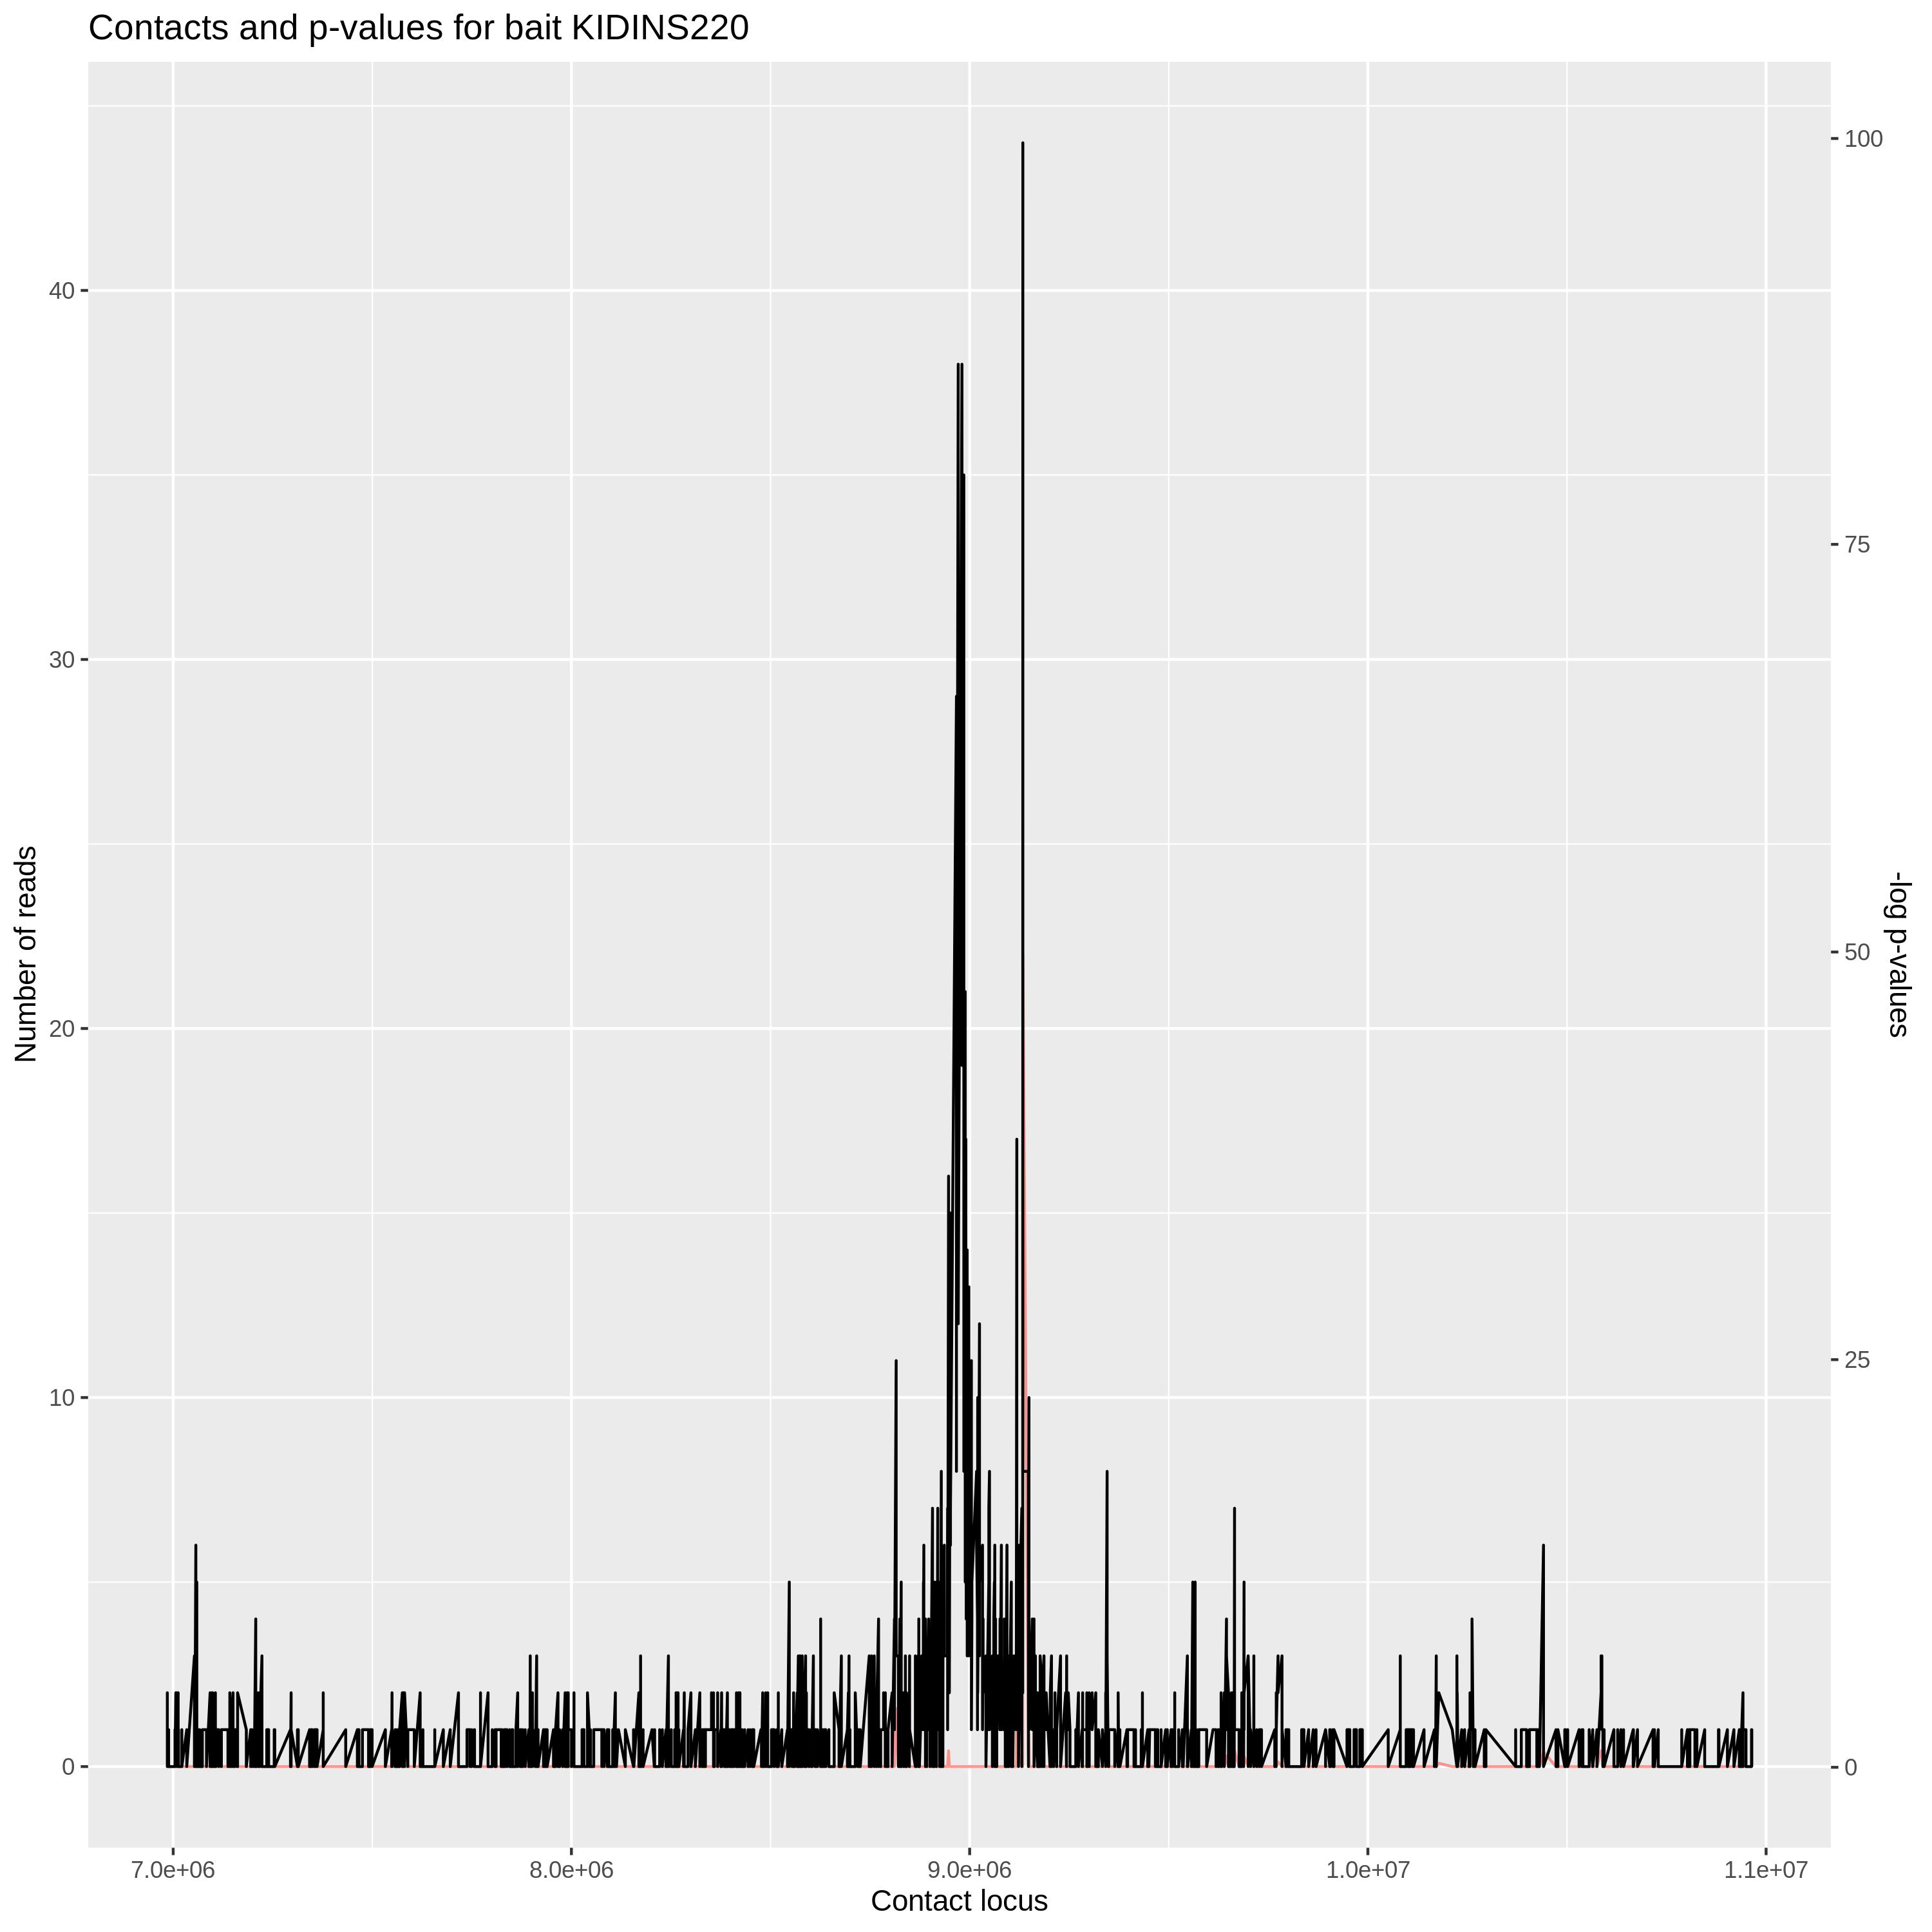 Contacts and p-values for bait KIDINS220
Number of reads
40
30
20
10
0
100
75
50
25
0
-log p-values
7.0e+06
8.0e+06
9.0e+06
1.0e+07
1.1e+07
Contact locus